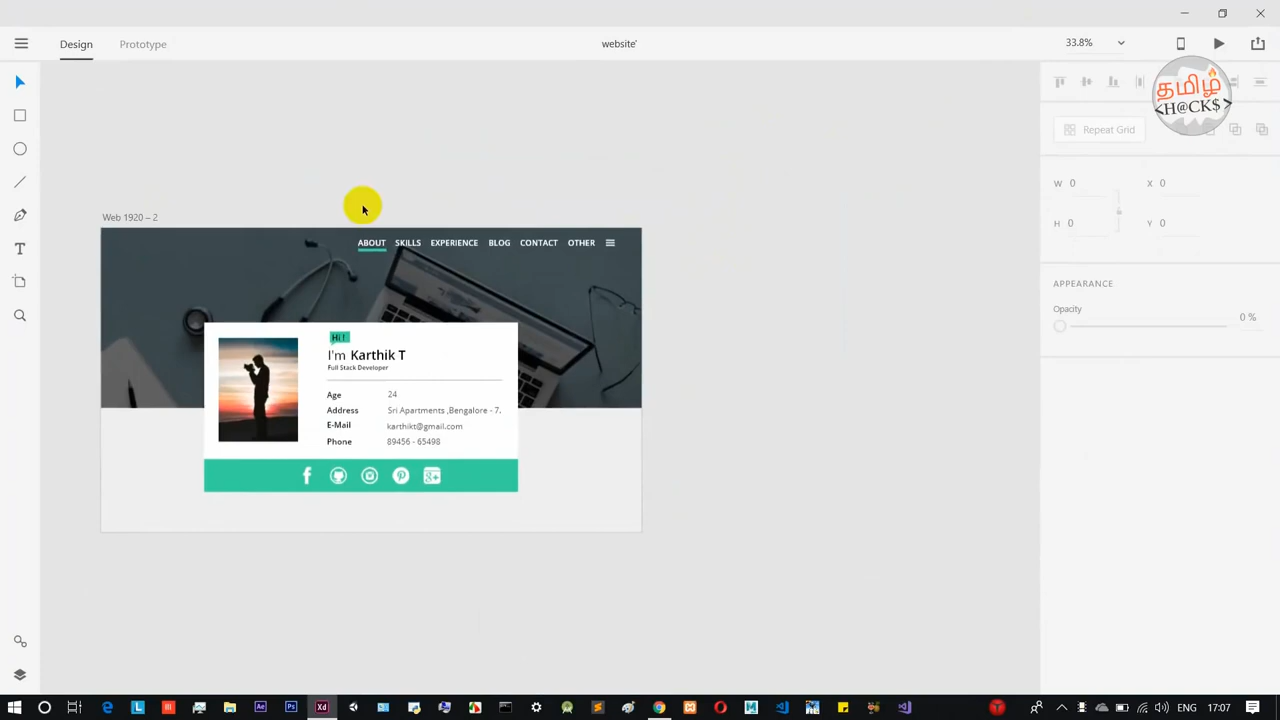 Design
Prototype
website'
33.8%
தமிழ்
<H@CK$>
Repeat Grid
W 0
X 0
H 0
Y 0
APPEARANCE
Opacity
0 %
Web 1920 – 2
ABOUT SKILLS EXPERIENCE BLOG CONTACT OTHER
Hi!
I'm Karthik T
Full Stack Developer
Age 24
Address Sri Apartments ,Bengalore - 7.
E-Mail karthikt@gmail.com
Phone 89456 - 65498
ENG 17:07